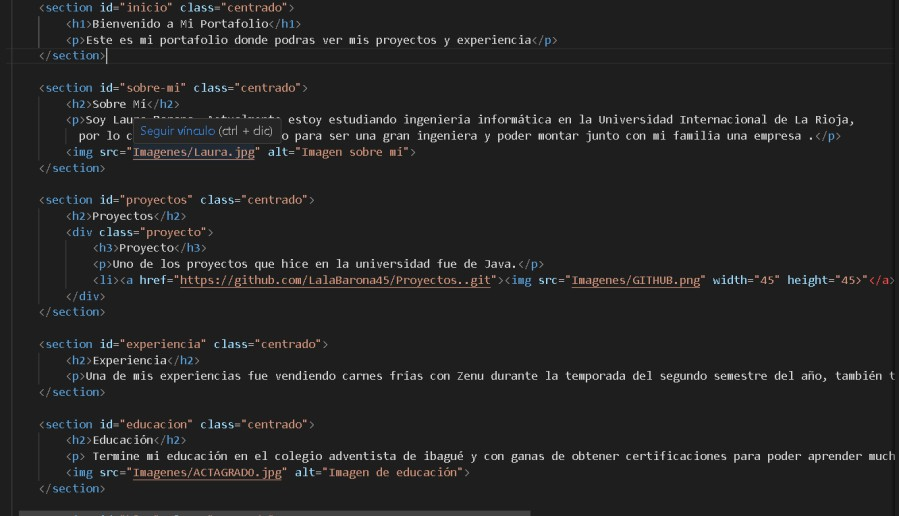 <section id="inicio" class="centrado">
<h1>Bienvenido a Mi Portafolio</h1>
<p>Este es mi portafolio donde podras ver mis proyectos y experiencia</p>
</section>
<section id="sobre-mi" class="centrado">
<h2>Sobre Mi</h2>
<p>Soy Laura Barona. Actualmente estoy estudiando ingenieria informática en la Universidad Internacional de La Rioja,
Seguir vínculo (ctrl + clic)
por lo c o para ser una gran ingeniera y poder montar junto con mi familia una empresa .</p>
<img src="Imagenes/Laura.jpg" alt="Imagen sobre mi">
</section>
<section id="proyectos" class="centrado">
<h2>Proyectos</h2>
<div class="proyecto">
<h3>Proyecto</h3>
<p>Uno de los proyectos que hice en la universidad fue de Java.</p>
<li><a href="https://github.com/LalaBarona45/Proyectos..git"><img src="Imagenes/GITHUB.png" width="45" height="45>"</a>
</div>
</section>
<section id="experiencia" class="centrado">
<h2>Experiencia</h2>
<p>Una de mis experiencias fue vendiendo carnes frias con Zenu durante la temporada del segundo semestre del año, también t
</section>
<section id="educacion" class="centrado">
<h2>Educación</h2>
<p> Termine mi educación en el colegio adventista de ibagué y con ganas de obtener certificaciones para poder aprender much
<img src="Imagenes/ACTAGRADO.jpg" alt="Imagen de educación">
</section>